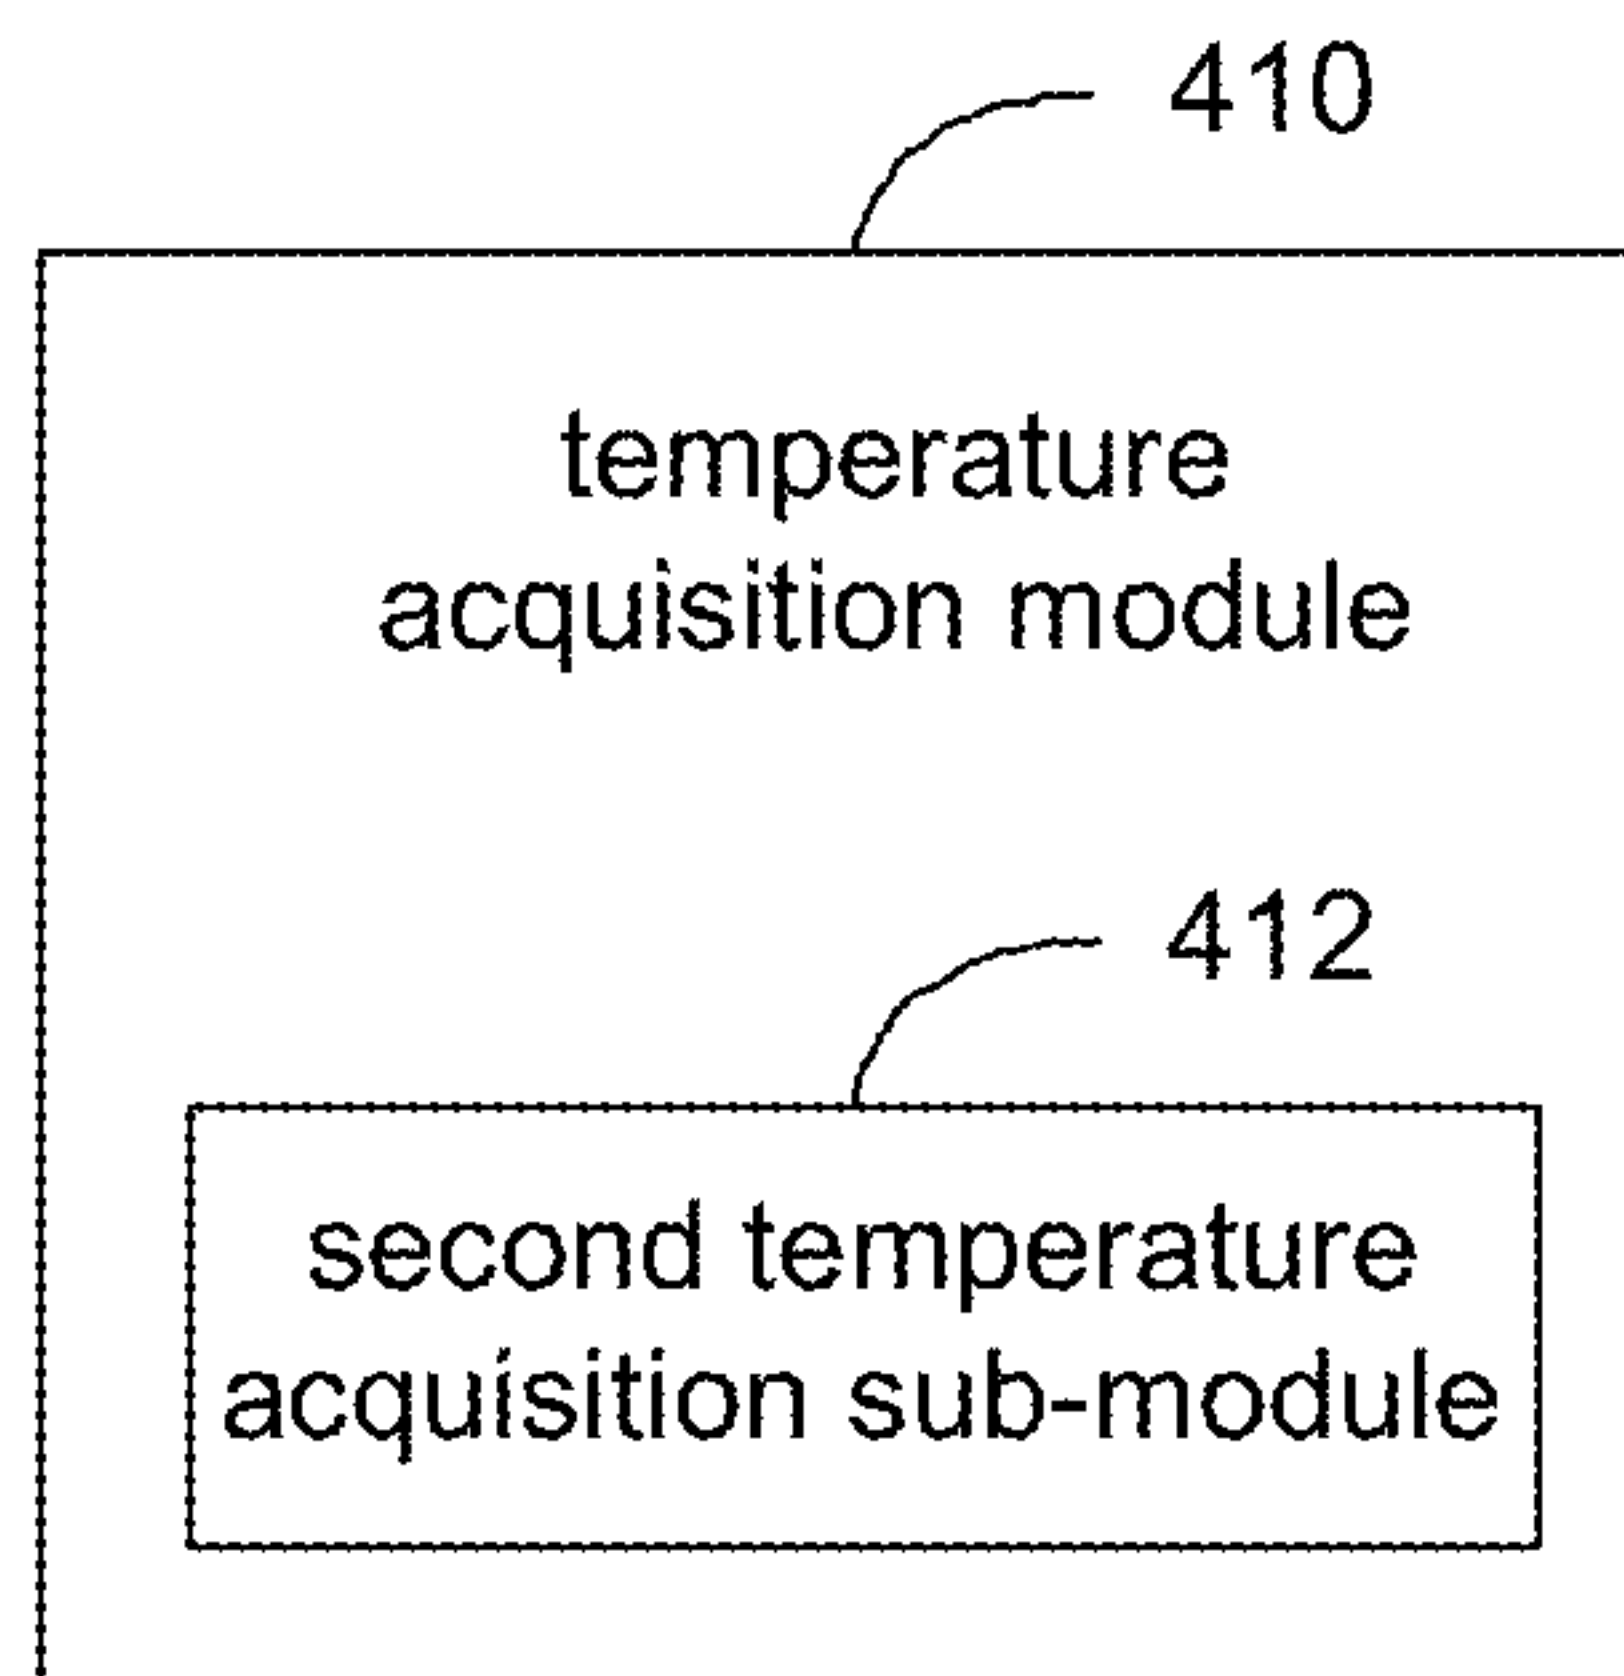 410
temperature
acquisition module
412
second temperature
acquisition sub-module